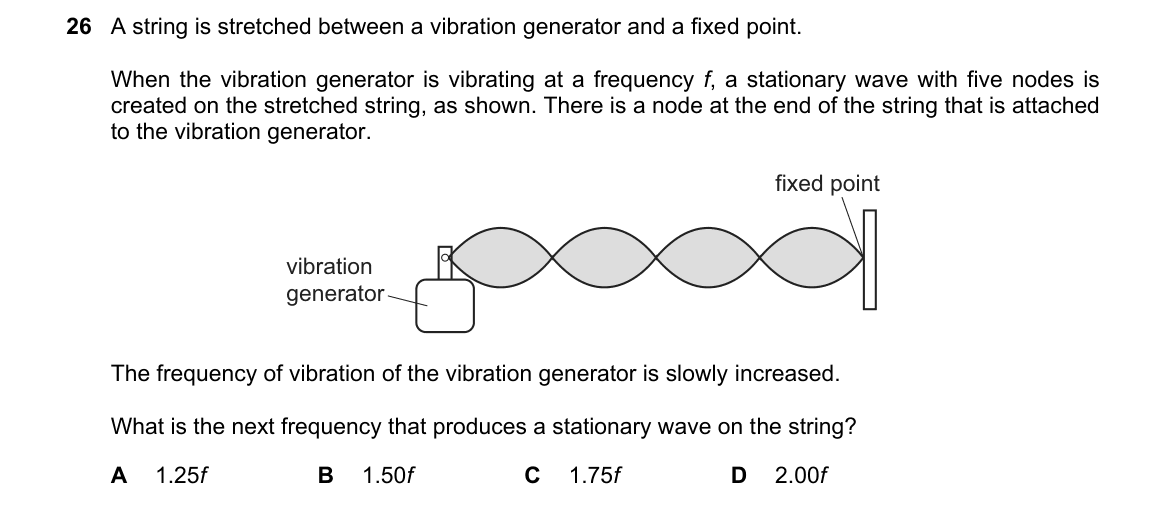 26 A string is stretched between a vibration generator and a fixed point.
When the vibration generator is vibrating at a frequency f, a stationary wave with five nodes is
created on the stretched string, as shown. There is a node at the end of the string that is attached
to the vibration generator.
fixed point
vibration
generator
The frequency of vibration of the vibration generator is slowly increased.
What is the next frequency that produces a stationary wave on the string?
A 1.25f B 1.50f C 1.75f D 2.00f